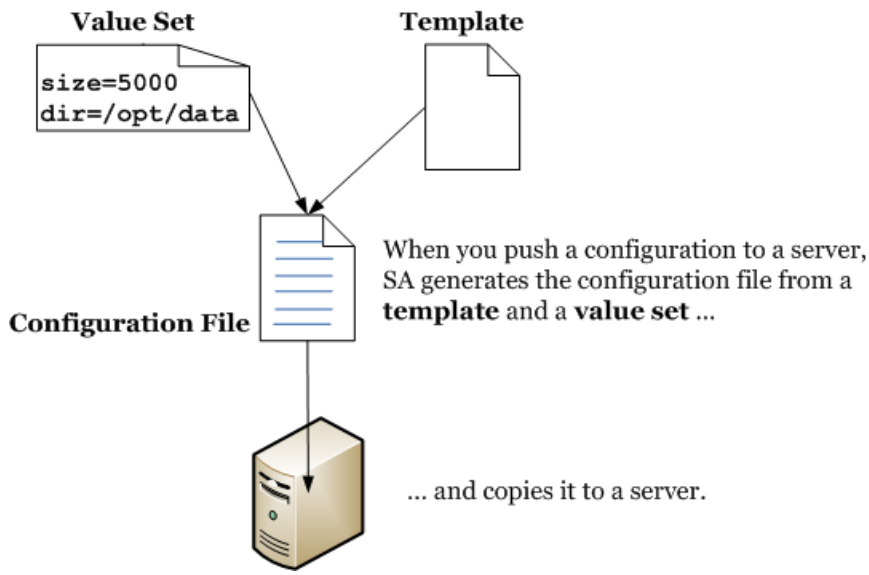 Value Set
Template
size=5000
dir=/opt/data
When you push a configuration to a server,
SA generates the configuration file from a
template and a value set ...
Configuration File
... and copies it to a server.